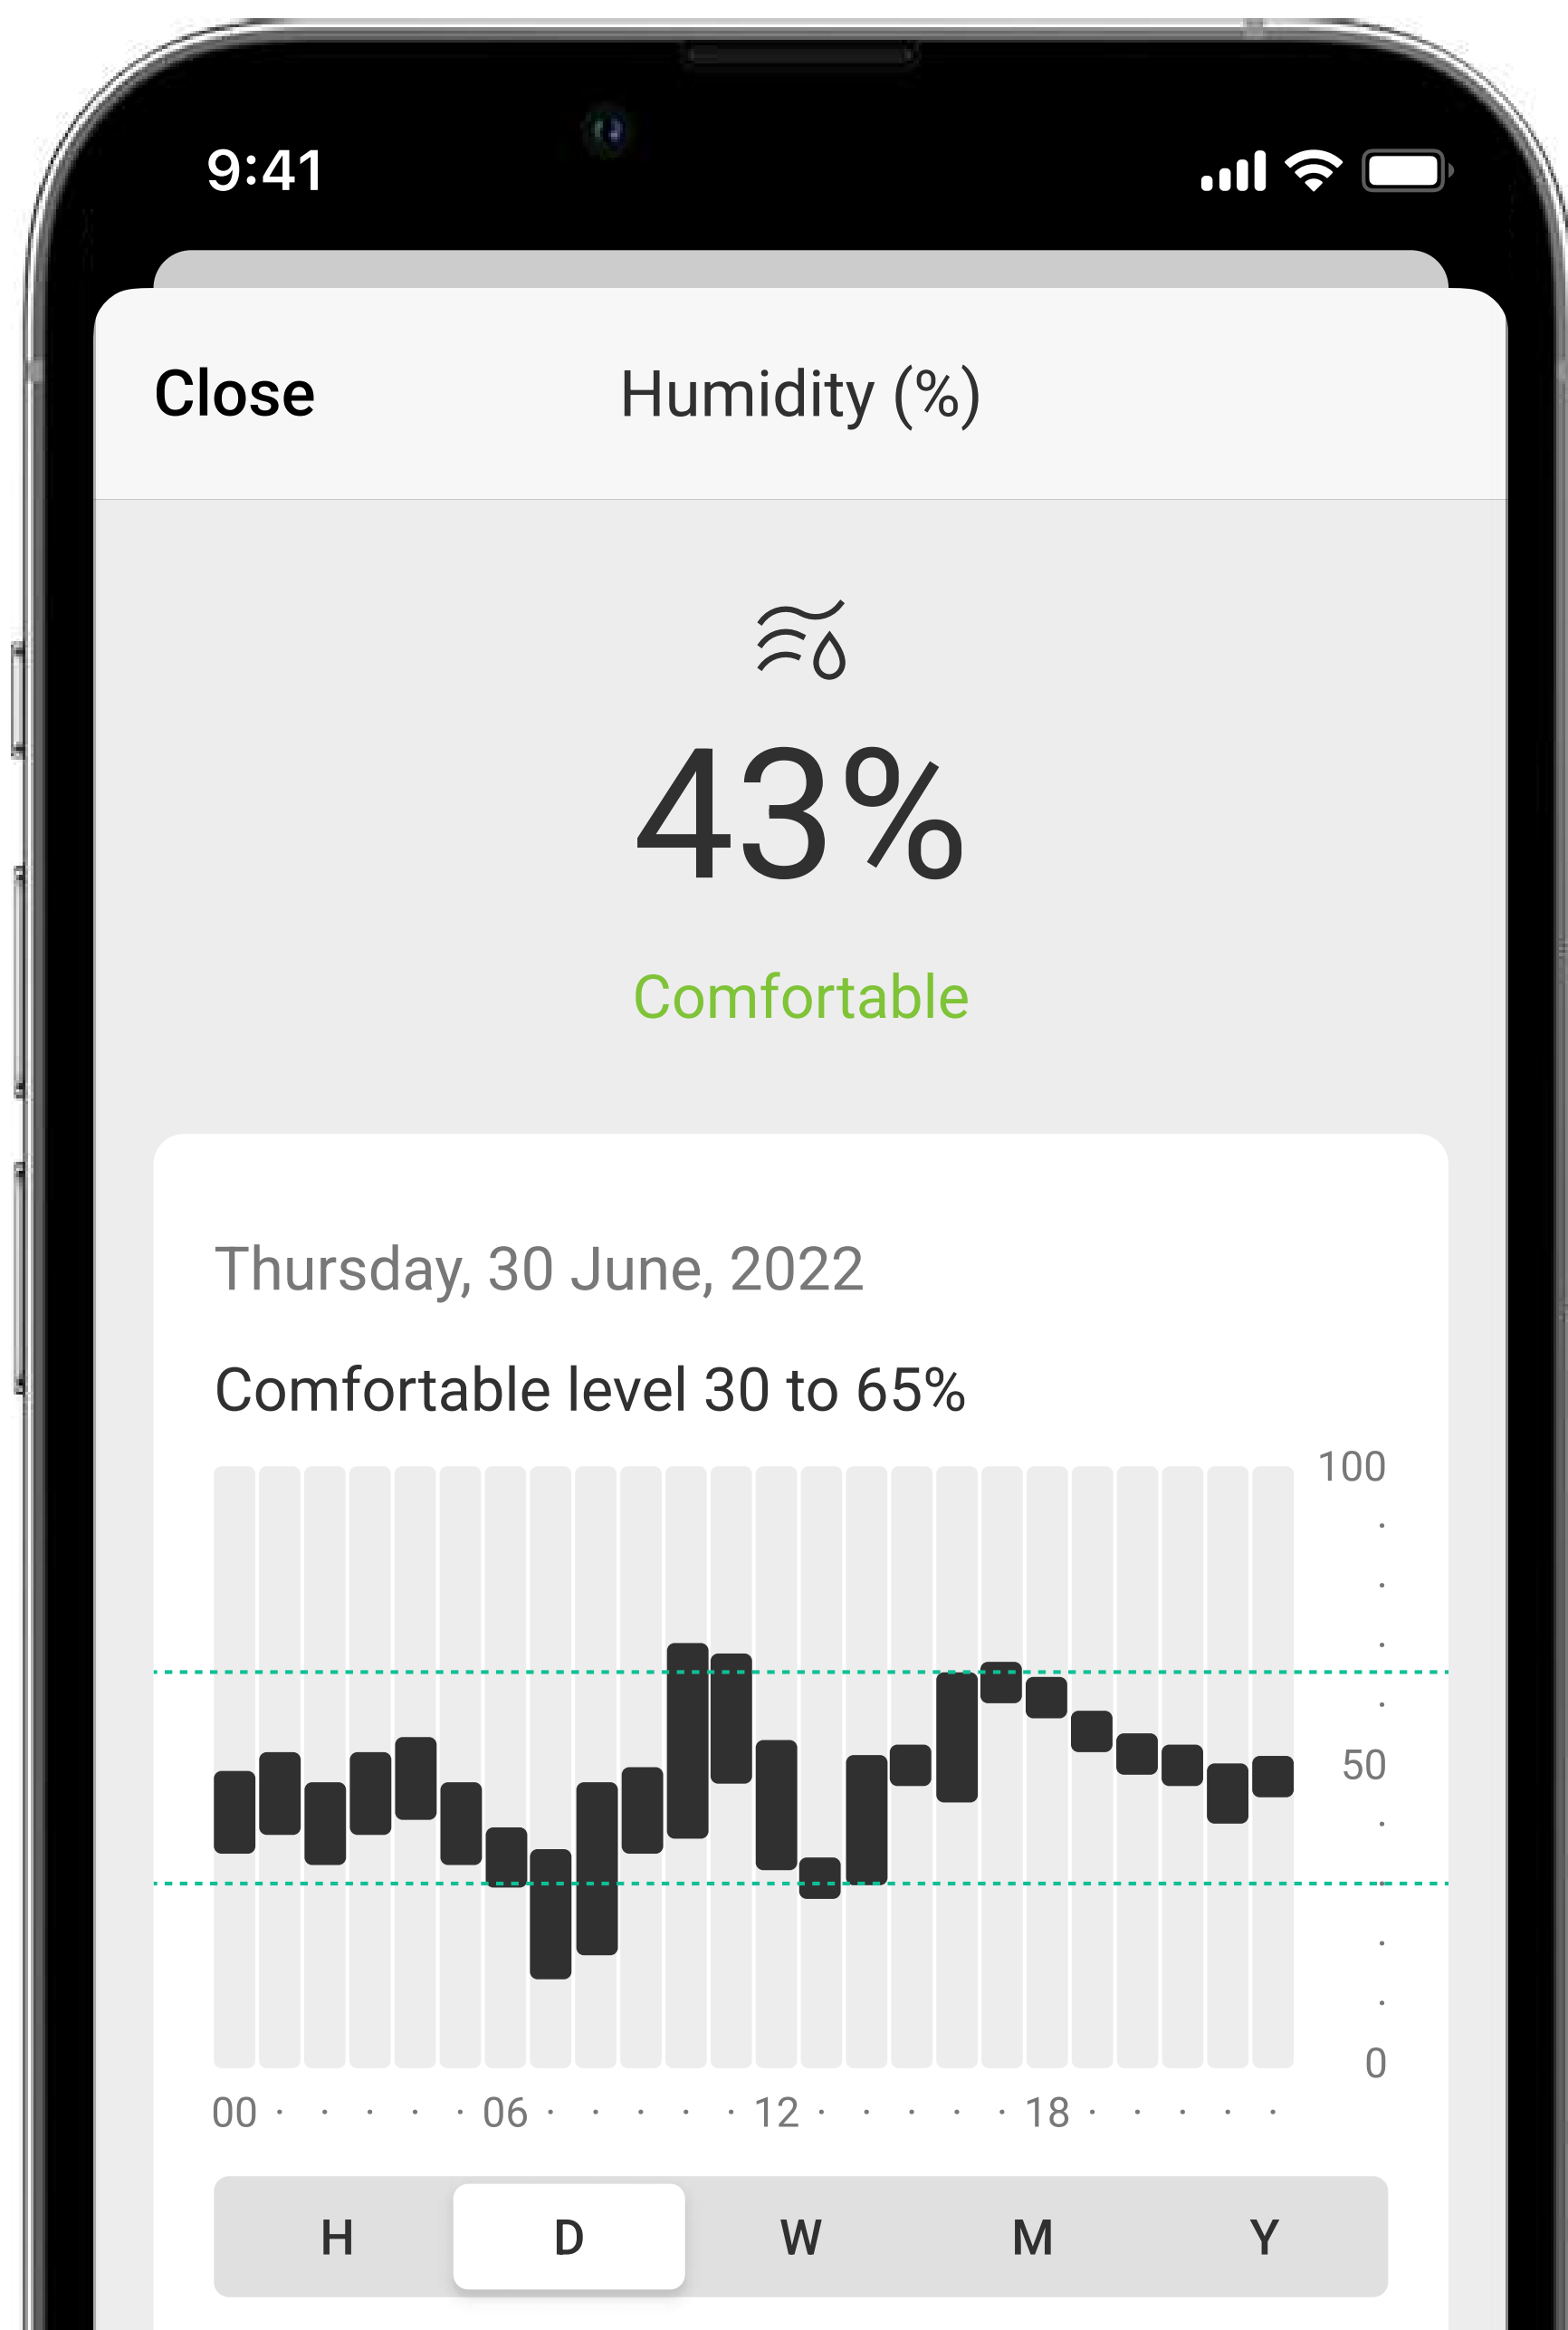 9:41
Close
Humidity (%)
43%
Comfortable
Thursday, 30 June, 2022
Comfortable level 30 to 65%
100
50
0
00 · · · · · 06 · · · · · 12 · · · · · 18 · · · · ·
H D W M Y